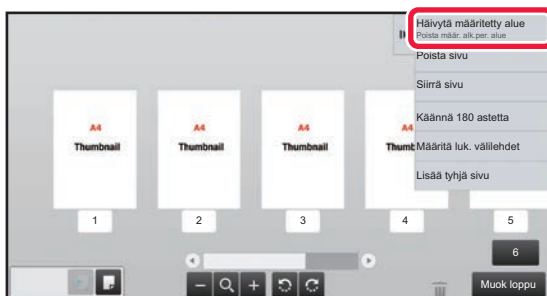 Häivytä määritetty alue
Poista määr. alk.per. alue
Poista sivu
Siirrä sivu
Käännä 180 astetta
Määritä luk. välilehdet
Lisää tyhjä sivu
A4
Thumbnail
A4
Thumbnail
A4
Thumbnail
A4
Thumb
1
2
3
4
5
6
Muok loppu